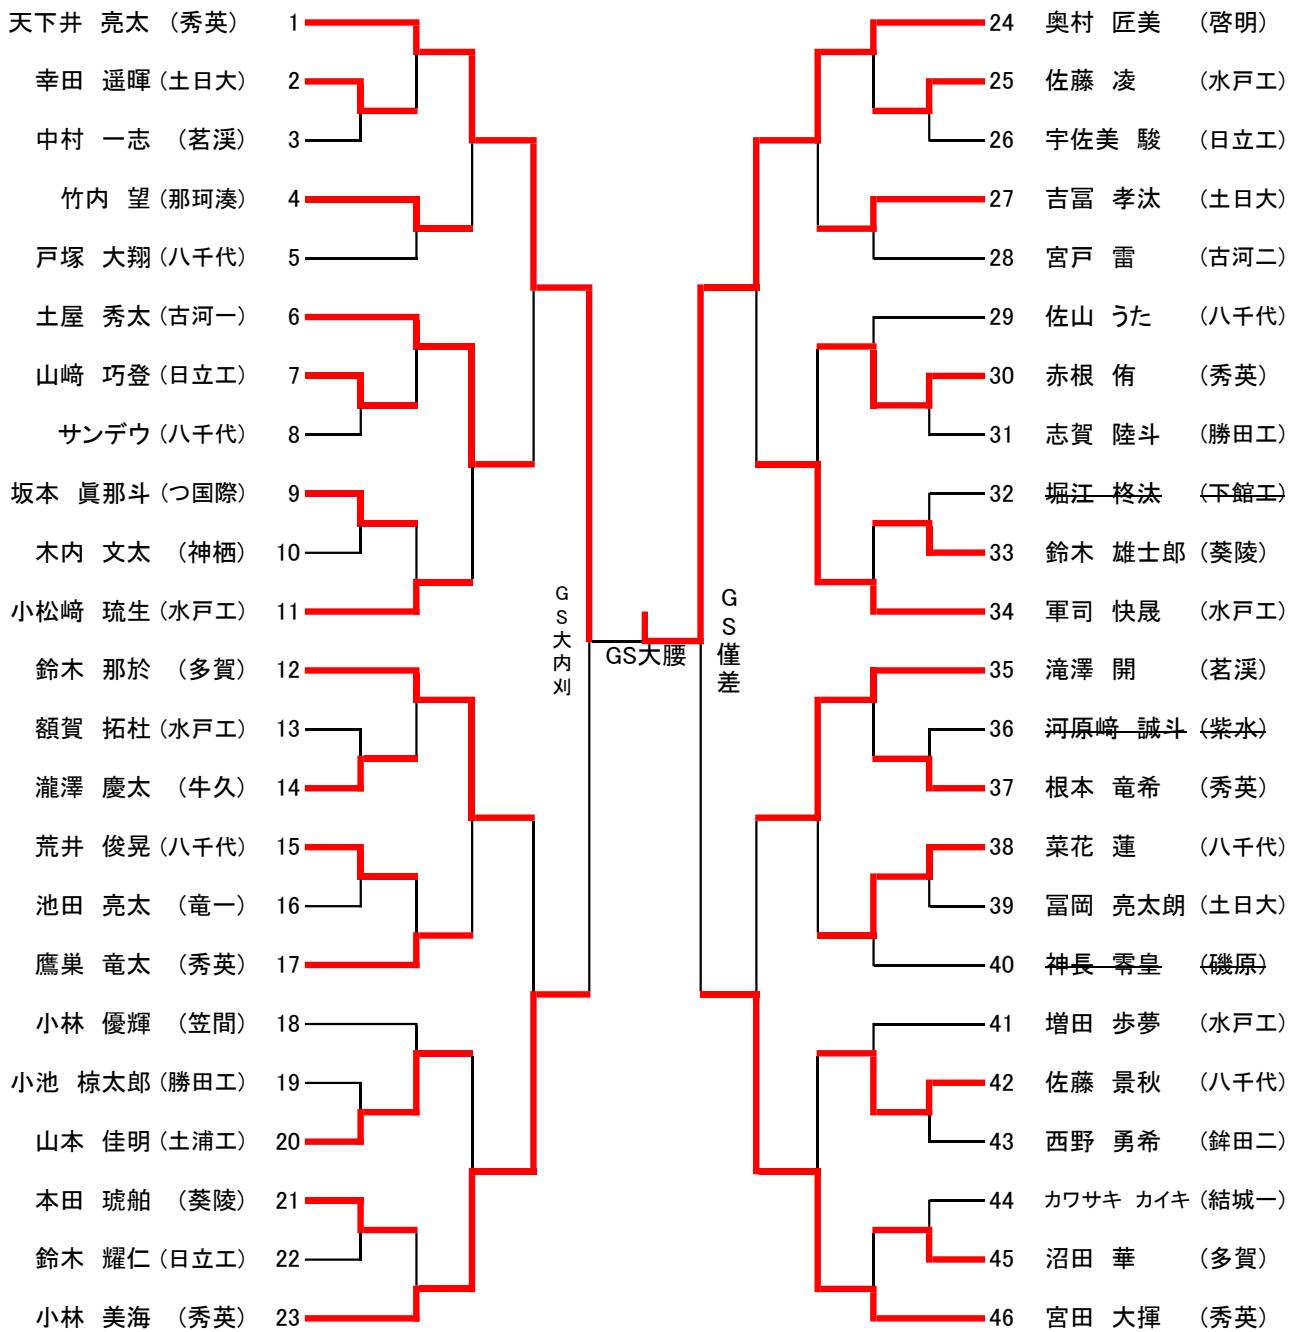 天下井 亮太 (秀英) 1
幸田 遥暉 (土日大) 2
中村 一志 (茗渓) 3
竹内 望 (那珂湊) 4
戸塚 大翔 (八千代) 5
土屋 秀太 (古河一) 6
山﨑 巧登 (日立工) 7
サンデウ (八千代) 8
坂本 眞那斗 (つ国際) 9
木内 文太 (神栖) 10
小松﨑 琉生 (水戸工) 11
鈴木 那於 (多賀) 12
額賀 拓杜 (水戸工) 13
瀧澤 慶太 (牛久) 14
荒井 俊晃 (八千代) 15
池田 亮太 (竜一) 16
鷹巣 竜太 (秀英) 17
小林 優輝 (笠間) 18
小池 椋太郎 (勝田工) 19
山本 佳明 (土浦工) 20
本田 琥舶 (葵陵) 21
鈴木 耀仁 (日立工) 22
小林 美海 (秀英) 23
GS大内刈
GS大腰
GS僅差
24 奥村 匠美 (啓明)
25 佐藤 凌 (水戸工)
26 宇佐美 駿 (日立工)
27 吉冨 孝汰 (土日大)
28 宮戸 雷 (古河二)
29 佐山 うた (八千代)
30 赤根 侑 (秀英)
31 志賀 陸斗 (勝田工)
32 堀江 柊汰 (下館工)
33 鈴木 雄士郎 (葵陵)
34 軍司 快晟 (水戸工)
35 滝澤 開 (茗渓)
36 河原﨑 誠斗 (紫水)
37 根本 竜希 (秀英)
38 菜花 蓮 (八千代)
39 冨岡 亮太朗 (土日大)
40 神長 零皇 (磯原)
41 増田 歩夢 (水戸工)
42 佐藤 景秋 (八千代)
43 西野 勇希 (鉾田二)
44 カワサキ カイキ (結城一)
45 沼田 華 (多賀)
46 宮田 大揮 (秀英)